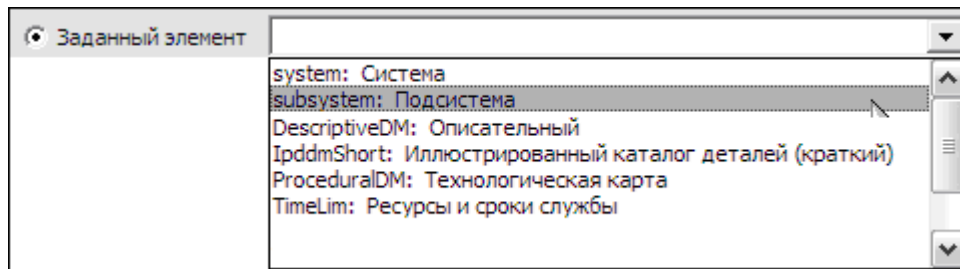 Заданный элемент
system: Система
subsystem: Подсистема
DescriptiveDM: Описательный
IpddmShort: Иллюстрированный каталог деталей (краткий)
ProceduralDM: Технологическая карта
TimeLim: Ресурсы и сроки службы